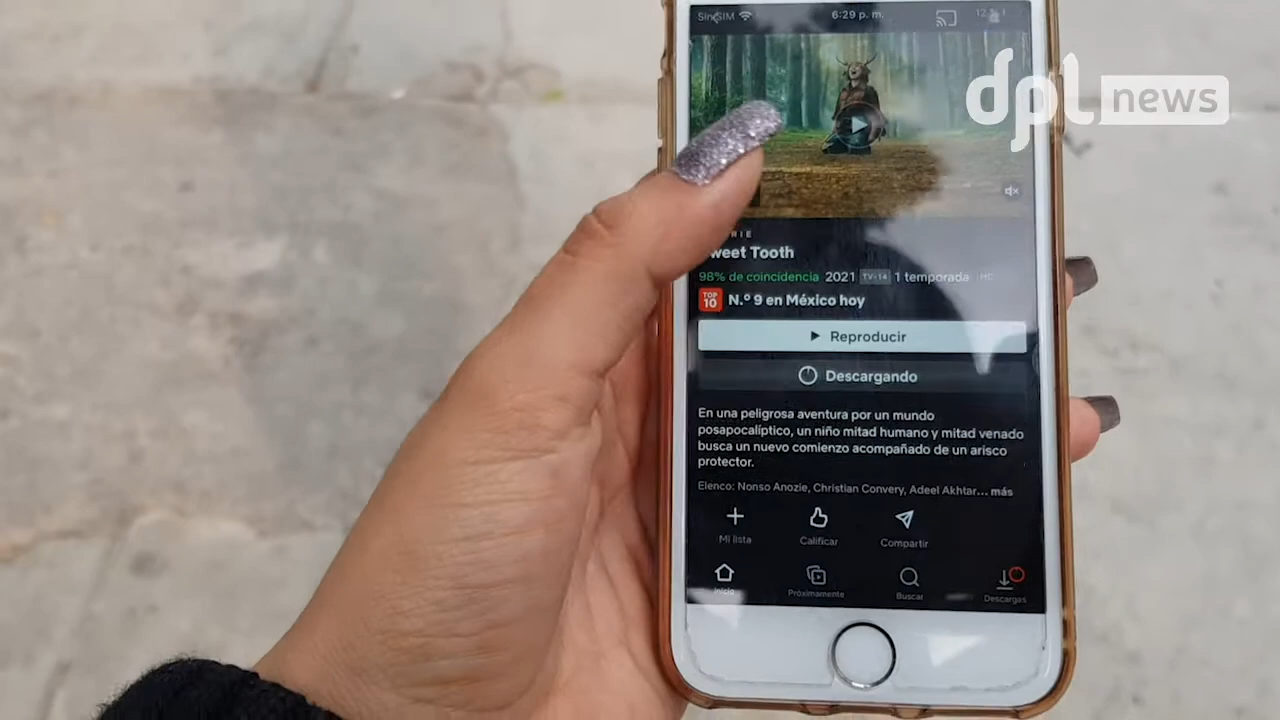 Sin SIM
6:29 p. m.
dpl news
Sweet Tooth
98% de coincidencia 2021 TV-14 1 temporada
TOP 10 N.º 9 en México hoy
Reproducir
Descargando
En una peligrosa aventura por un mundo
posapocalíptico, un niño mitad humano y mitad venado
busca un nuevo comienzo acompañado de un arisco
protector.
Elenco: Nonso Anozie, Christian Convery, Adeel Akhtar... más
Mi lista
Calificar
Compartir
Inicio
Próximamente
Buscar
Descargas